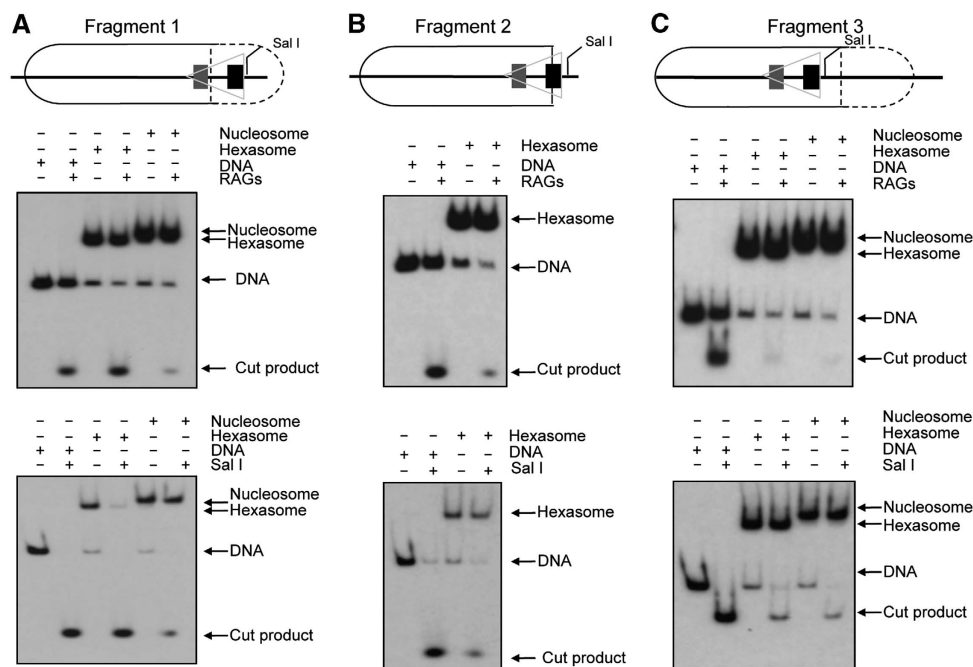 A
Fragment 1
Sal I
– – – – + + Nucleosome
– – + + – – Hexasome
+ + – – – – DNA
– + – + – + RAGs
Nucleosome
Hexasome
DNA
Cut product
– – – – + + Nucleosome
– – + + – – Hexasome
+ + – – – – DNA
– + – + – + Sal I
Nucleosome
Hexasome
DNA
Cut product
B
Fragment 2
Sal I
– – + + Hexasome
+ + – – DNA
– + – + RAGs
Hexasome
DNA
Cut product
– – + + Hexasome
+ + – – DNA
– + – + Sal I
Hexasome
DNA
Cut product
C
Fragment 3
Sal I
– – – – + + Nucleosome
– – + + – – Hexasome
+ + – – – – DNA
– + – + – + RAGs
Nucleosome
Hexasome
DNA
Cut product
– – – – + + Nucleosome
– – + + – – Hexasome
+ + – – – – DNA
– + – + – + Sal I
Nucleosome
Hexasome
DNA
Cut product